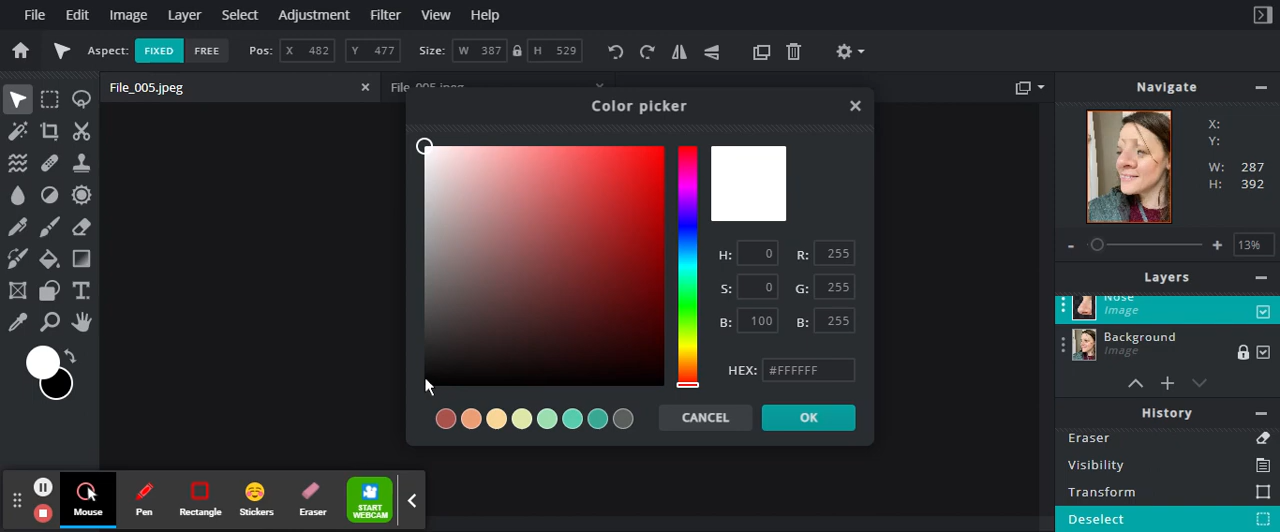 File Edit Image Layer Select Adjustment Filter View Help
Aspect: FIXED FREE Pos: X 482 Y 477 Size: W 387 H 529
File_005.jpeg File_005.jpeg
Navigate
Color picker
X:
Y:
W: 287
H: 392
- + 13%
H: 0 R: 255
S: 0 G: 255
B: 100 B: 255
HEX: #FFFFFF
CANCEL OK
Layers
Nose
Image
Background
Image
History
Eraser
Visibility
Transform
Deselect
Mouse Pen Rectangle Stickers Eraser START
WEBCAM